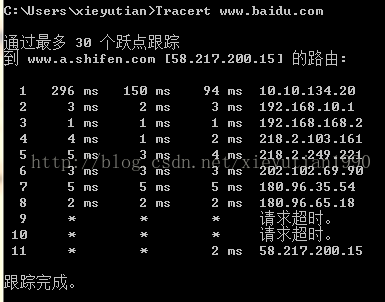 C:\Users\xieyutian>Tracert www.baidu.com
通过最多 30 个跃点跟踪
到 www.a.shifen.com [58.217.200.15] 的路由:
1 296 ms 150 ms 94 ms 10.10.134.20
2 3 ms 2 ms 3 ms 192.168.10.1
3 1 ms 1 ms 1 ms 192.168.168.2
4 4 ms 1 ms 2 ms 218.2.103.161
5 5 ms 3 ms 4 ms 218.2.249.221
http://blog.csdn.net/xieyutian1990
6 3 ms 3 ms 3 ms 202.102.69.90
7 5 ms 5 ms 5 ms 180.96.35.54
8 2 ms 2 ms 2 ms 180.96.65.18
9 * * * 请求超时。
10 * * * 请求超时。
11 * * 2 ms 58.217.200.15
跟踪完成。